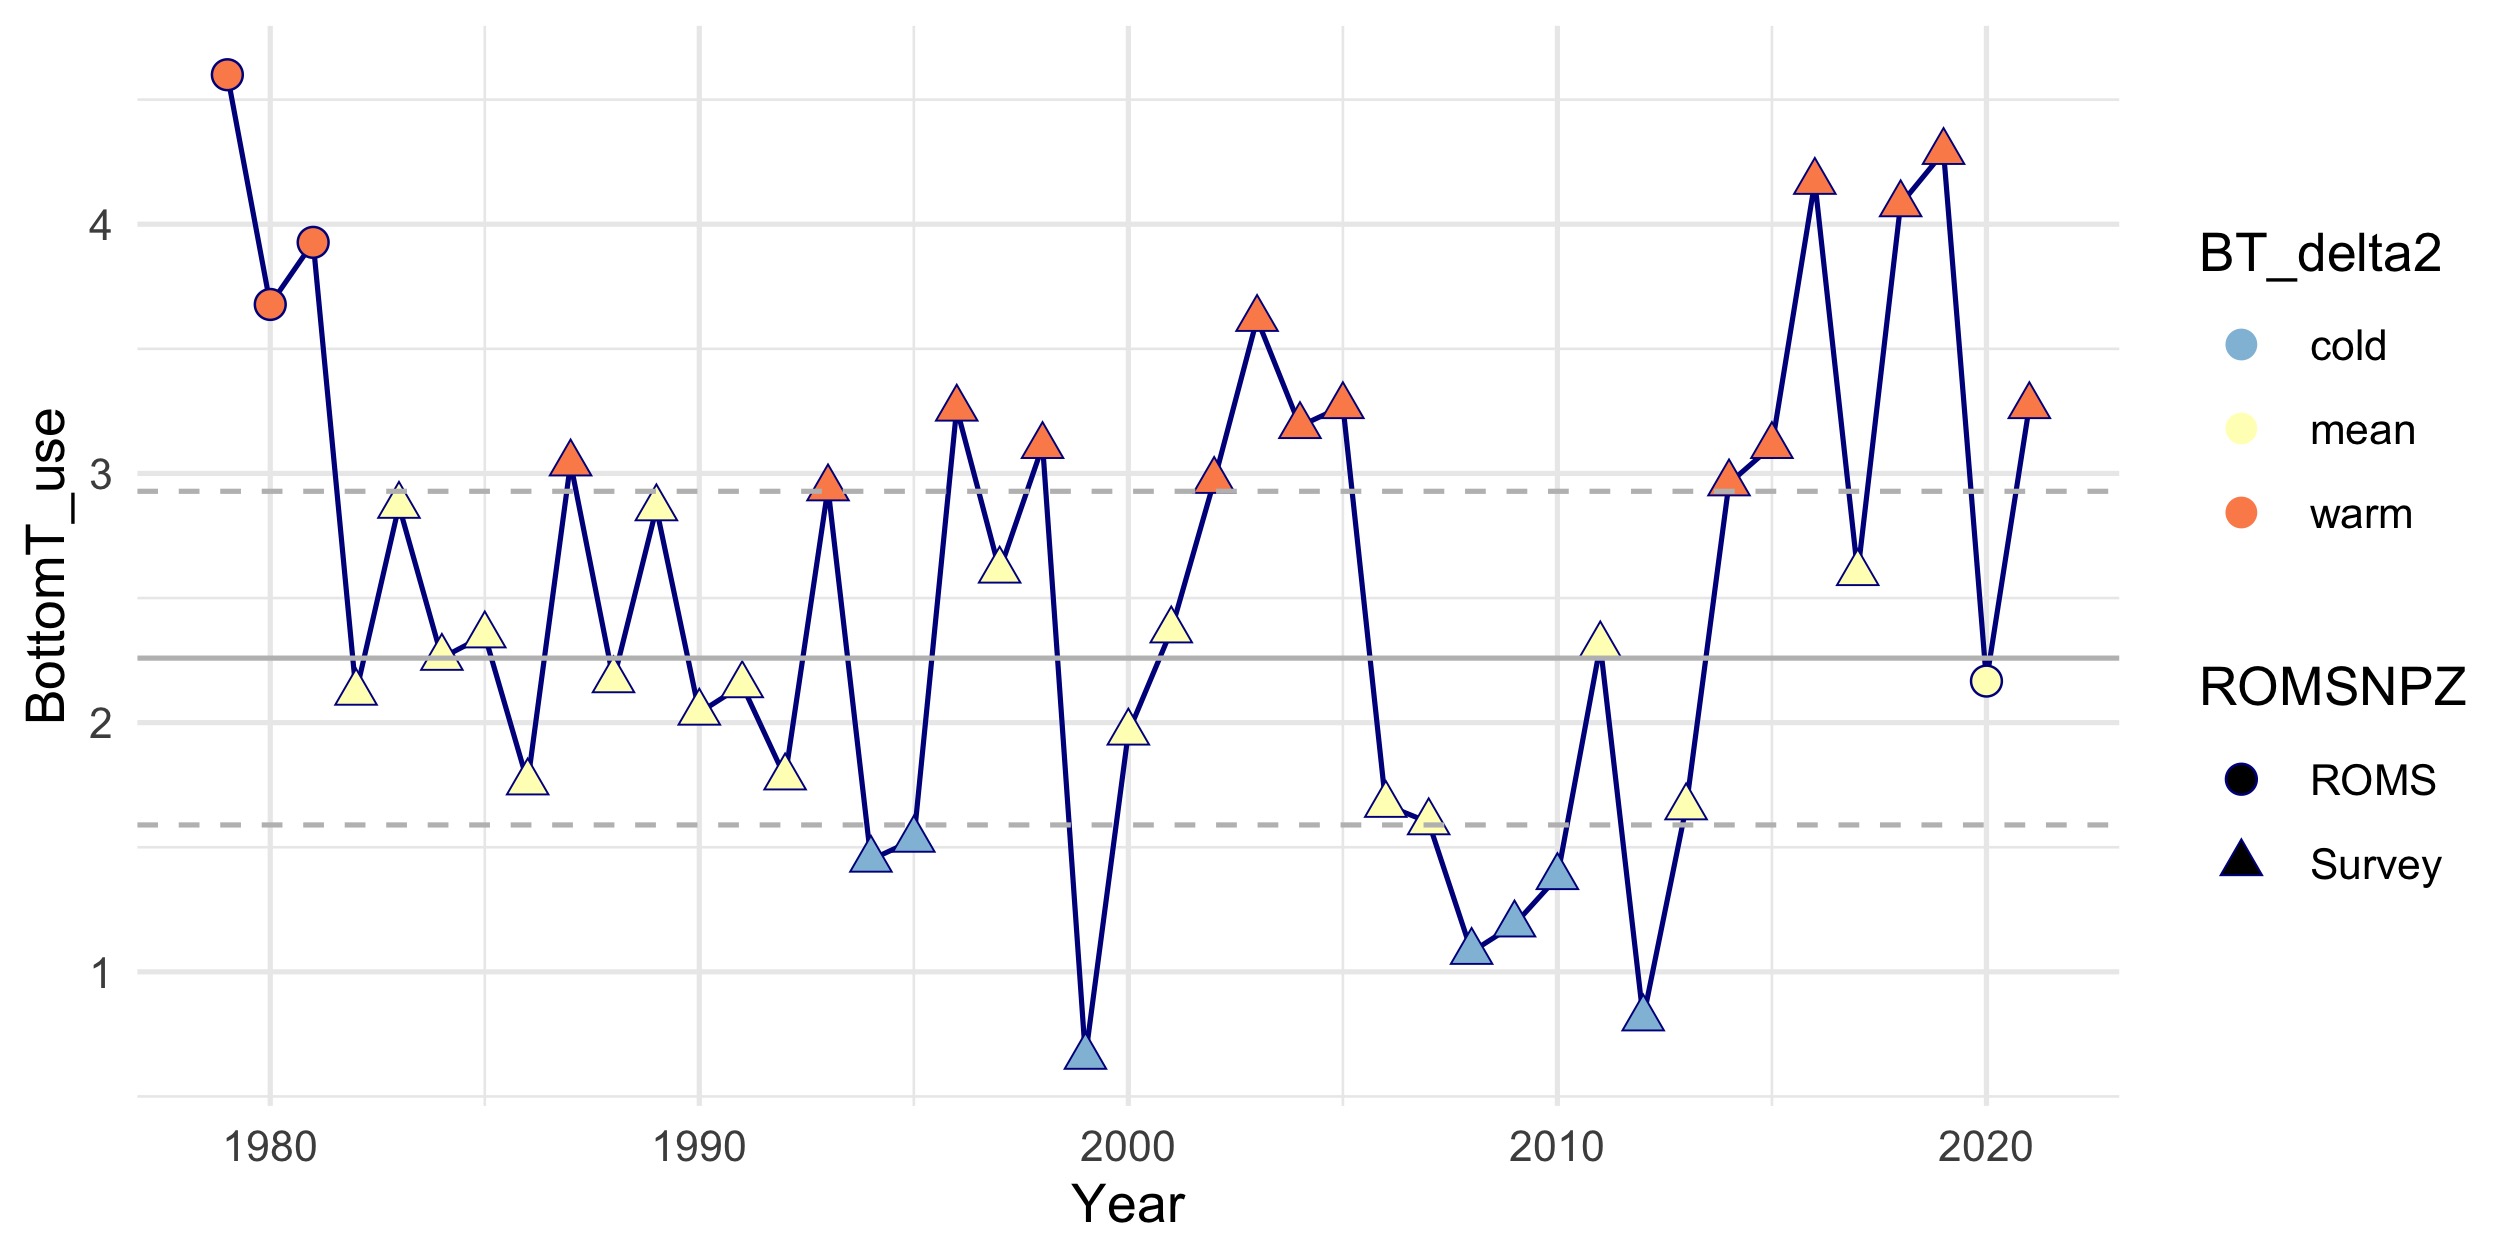 BottomT_use
4
3
2
1
1980
1990
2000
2010
2020
Year
BT_delta2
cold
mean
warm
ROMSNPZ
ROMS
Survey